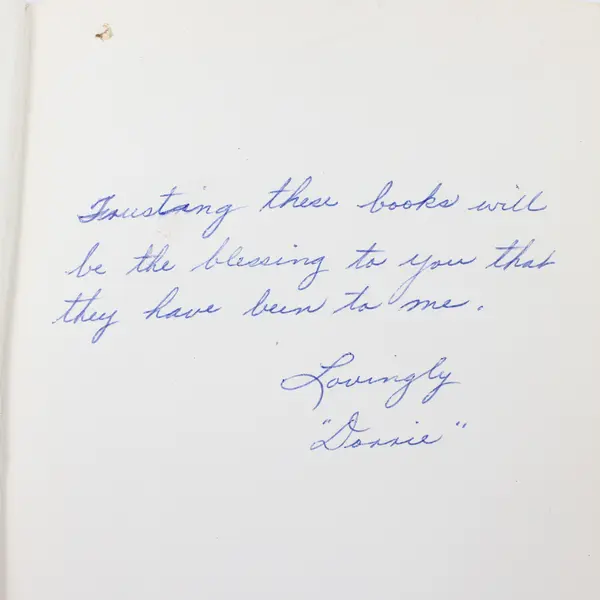 Trusting these books will
be the blessing to you that
they have been to me.
Lovingly
"Dorrie"